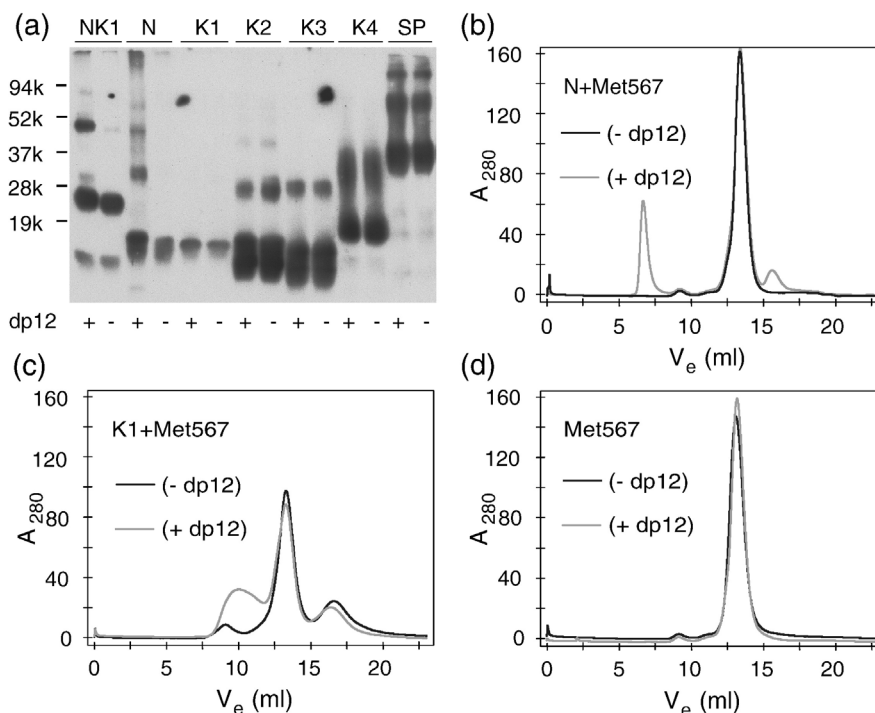 (a)
NK1 N K1 K2 K3 K4 SP
94k
52k
37k
28k
19k
dp12 + - + - + - + - + - + - + -
(b)
160
120
80
40
0
A280
N+Met567
(- dp12)
(+ dp12)
0 5 10 15 20
Ve (ml)
(c)
160
120
80
40
0
A280
K1+Met567
(- dp12)
(+ dp12)
0 5 10 15 20
Ve (ml)
(d)
160
120
80
40
0
A280
Met567
(- dp12)
(+ dp12)
0 5 10 15 20
Ve (ml)